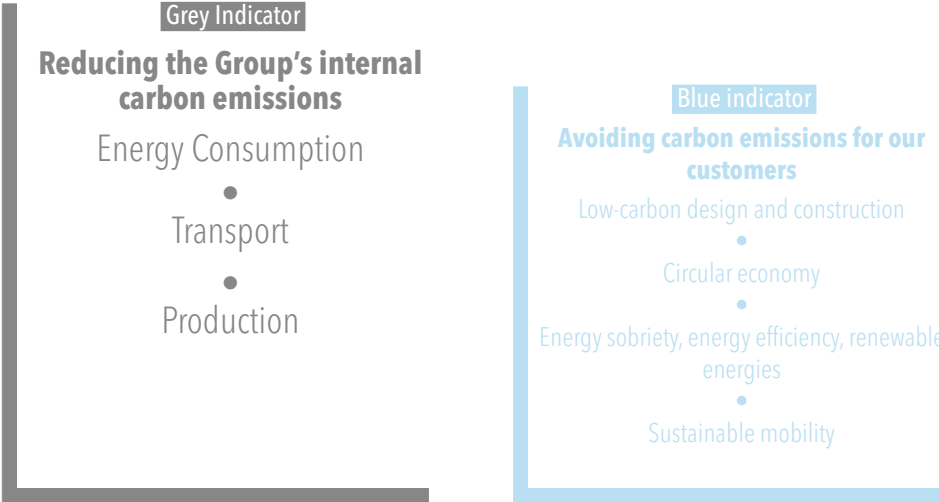 Grey Indicator
Reducing the Group's internal
carbon emissions
Energy Consumption
•
Transport
•
Production
Blue indicator
Avoiding carbon emissions for our
customers
Low-carbon design and construction
•
Circular economy
•
Energy sobriety, energy efficiency, renewable
energies
•
Sustainable mobility